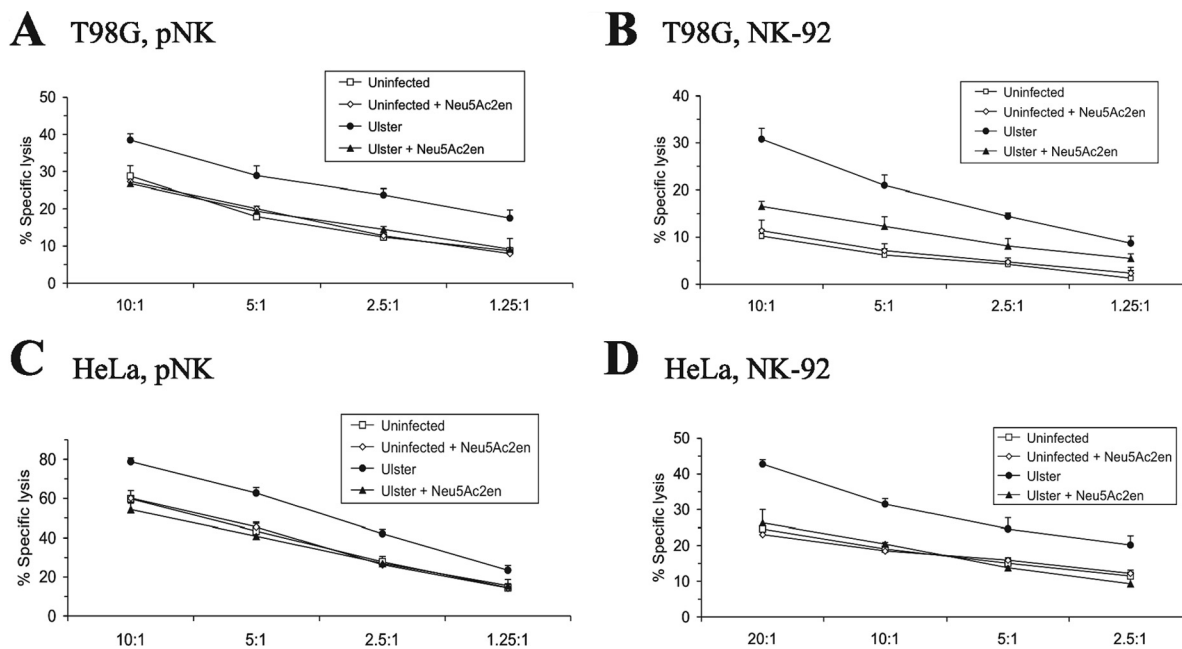 A T98G, pNK
Uninfected
Uninfected + Neu5Ac2en
Ulster
Ulster + Neu5Ac2en
% Specific lysis
50
40
30
20
10
0
10:1 5:1 2.5:1 1.25:1
B T98G, NK-92
Uninfected
Uninfected + Neu5Ac2en
Ulster
Ulster + Neu5Ac2en
% Specific lysis
40
30
20
10
0
10:1 5:1 2.5:1 1.25:1
C HeLa, pNK
Uninfected
Uninfected + Neu5Ac2en
Ulster
Ulster + Neu5Ac2en
% Specific lysis
80
60
40
20
0
10:1 5:1 2.5:1 1.25:1
D HeLa, NK-92
Uninfected
Uninfected + Neu5Ac2en
Ulster
Ulster + Neu5Ac2en
% Specific lysis
50
40
30
20
10
0
20:1 10:1 5:1 2.5:1